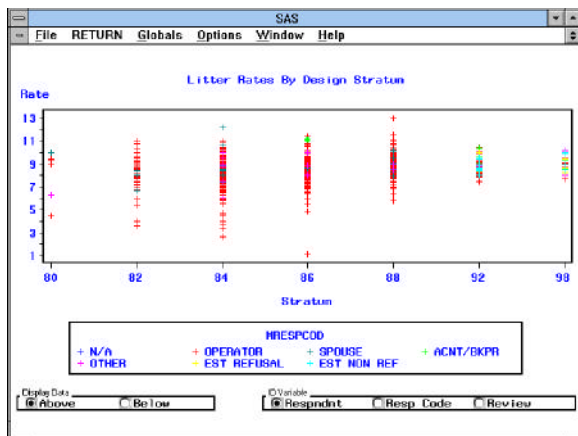 SAS
File RETURN Globals Options Window Help
Litter Rates By Design Stratum
Rate
13
11
9
7
5
3
1
80 82 84 86 88 92 98
Stratum
MRESPCOD
+ N/A + OPERATOR + SPOUSE + ACNT/BKPR
+ OTHER + EST REFUSAL + EST NON REF
Display Data ID Variable
Above Below Respndnt Resp Code Review